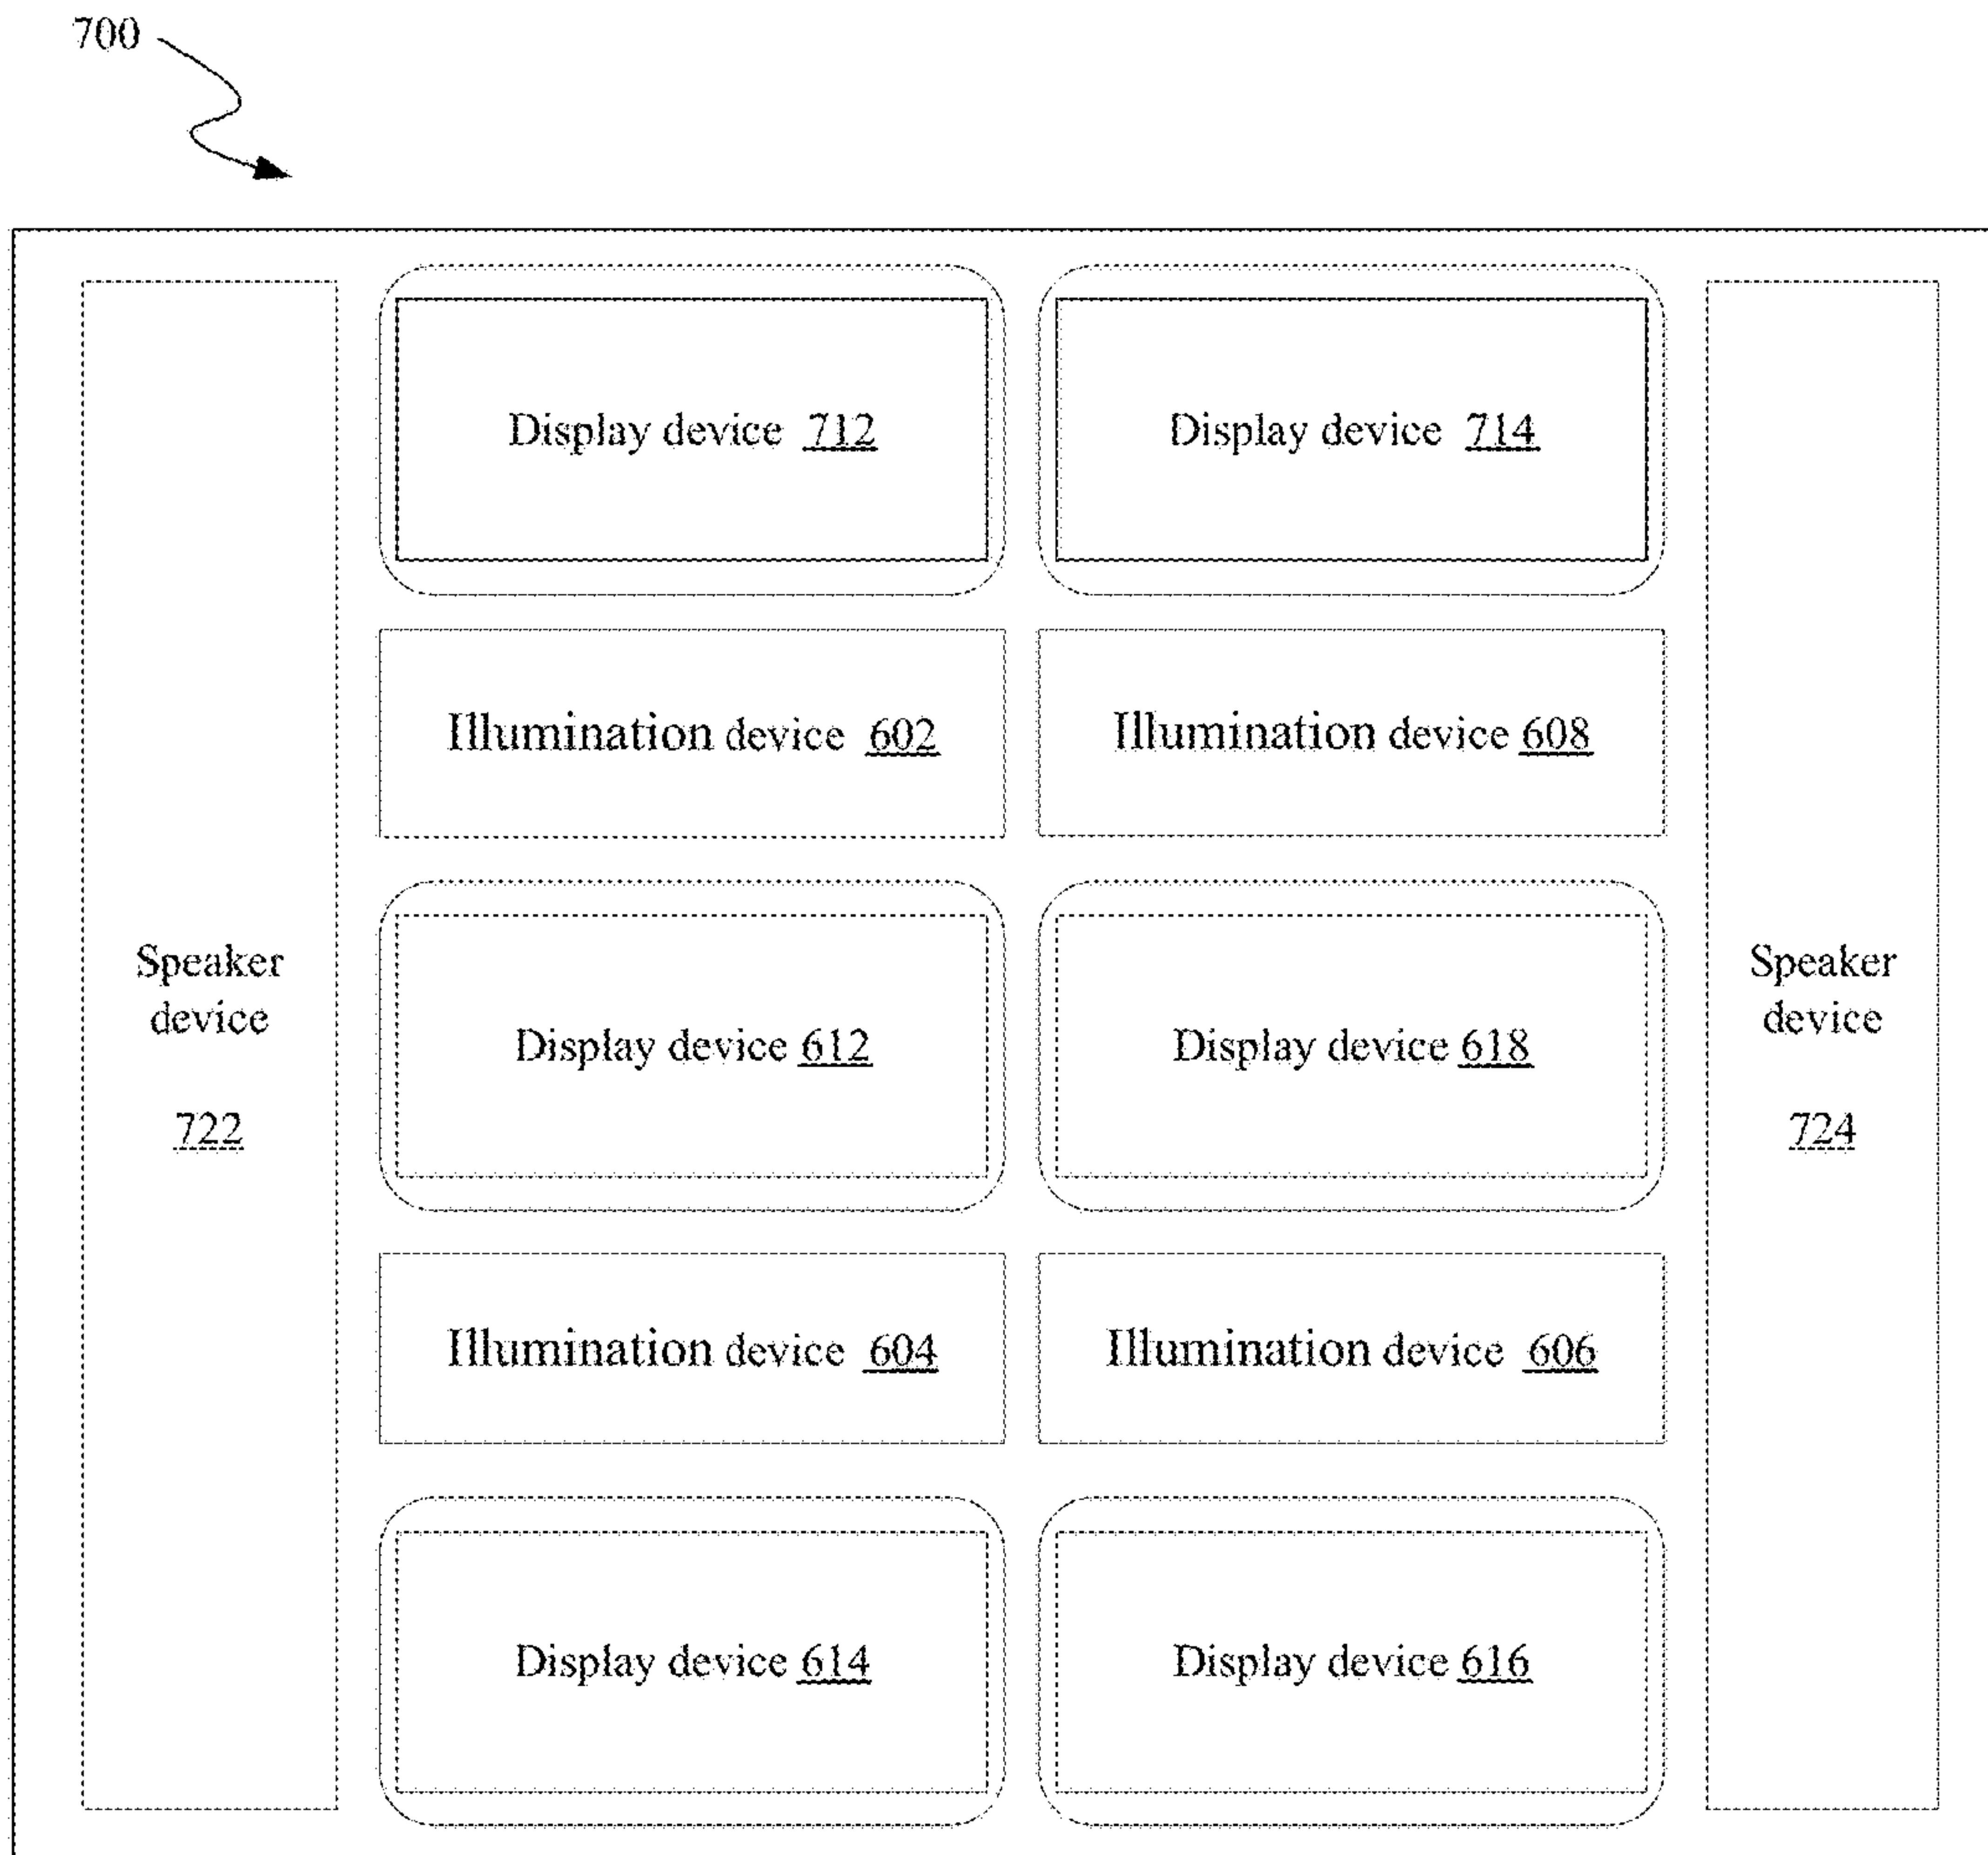 700
Display device 712
Display device 714
Illumination device 602
Illumination device 608
Speaker
device
722
Display device 612
Display device 618
Speaker
device
724
Illumination device 604
Illumination device 606
Display device 614
Display device 616